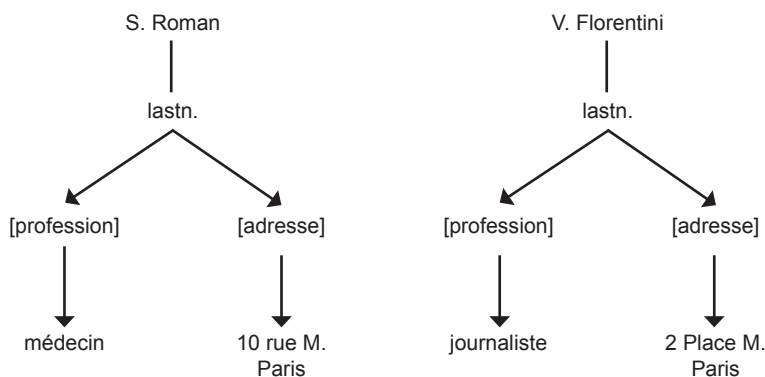 S. Roman
lastn.
[profession]
[adresse]
médecin
10 rue M.
Paris
V. Florentini
lastn.
[profession]
[adresse]
journaliste
2 Place M.
Paris